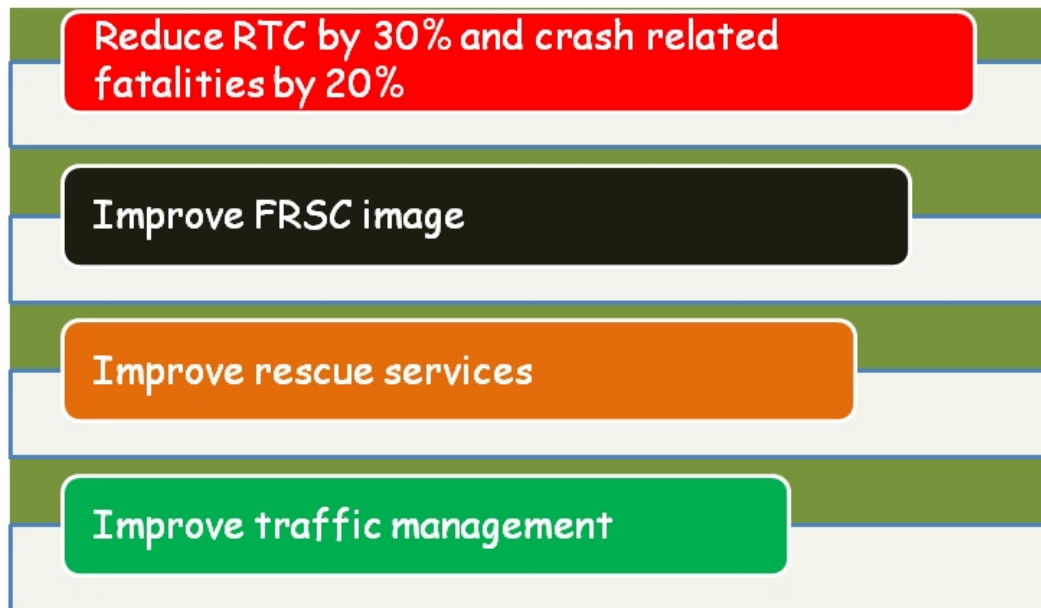 Reduce RTC by 30% and crash related
fatalities by 20%
Improve FRSC image
Improve rescue services
Improve traffic management